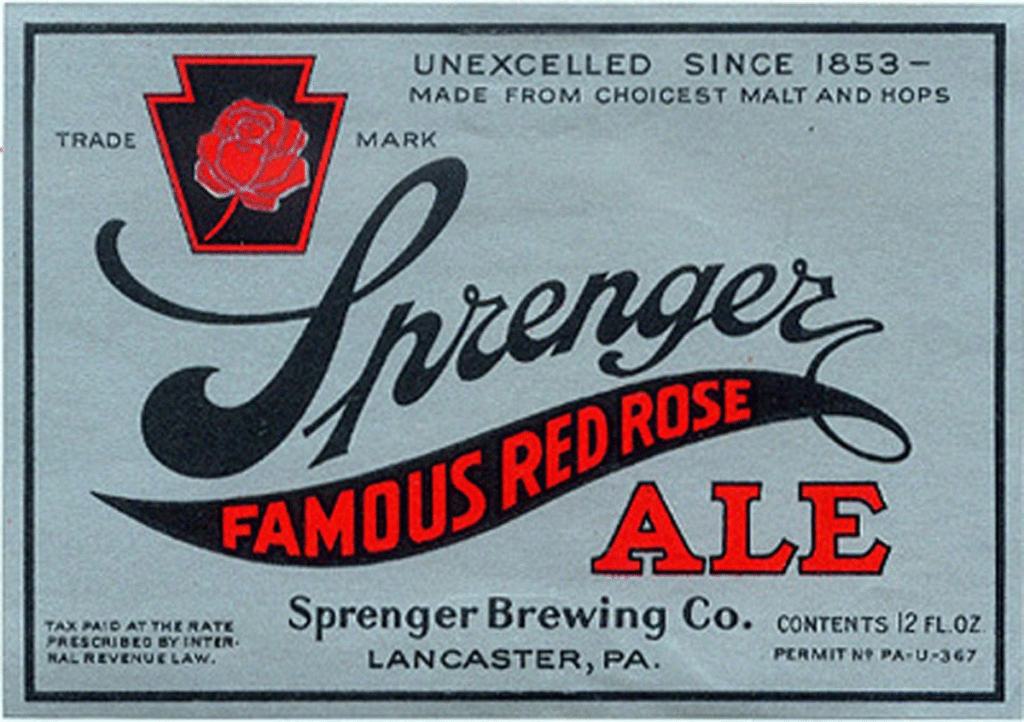 UNEXCELLED SINCE 1853—
MADE FROM CHOICEST MALT AND HOPS
TRADE MARK
Sprenger
FAMOUS RED ROSE
ALE
Sprenger Brewing Co.
LANCASTER, PA.
TAX PAID AT THE RATE
PRESCRIBED BY INTER-
NAL REVENUE LAW.
CONTENTS 12 FL. OZ.
PERMIT Nº PA-U-367